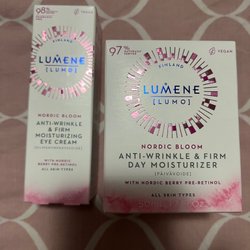 98%
VEGAN
FINLAND
LUMENE
[LUMO]
NORDIC BLOOM
ANTI-WRINKLE
& FIRM
MOISTURIZING
EYE CREAM
WITH NORDIC
BERRY PRE-RETINOL
ALL SKIN TYPES
97%
VEGAN
FINLAND
LUMENE
[LUMO]
NORDIC BLOOM
ANTI-WRINKLE & FIRM
DAY MOISTURIZER
[PÄIVÄVOIDE]
WITH NORDIC BERRY PRE-RETINOL
ALL SKIN TYPES